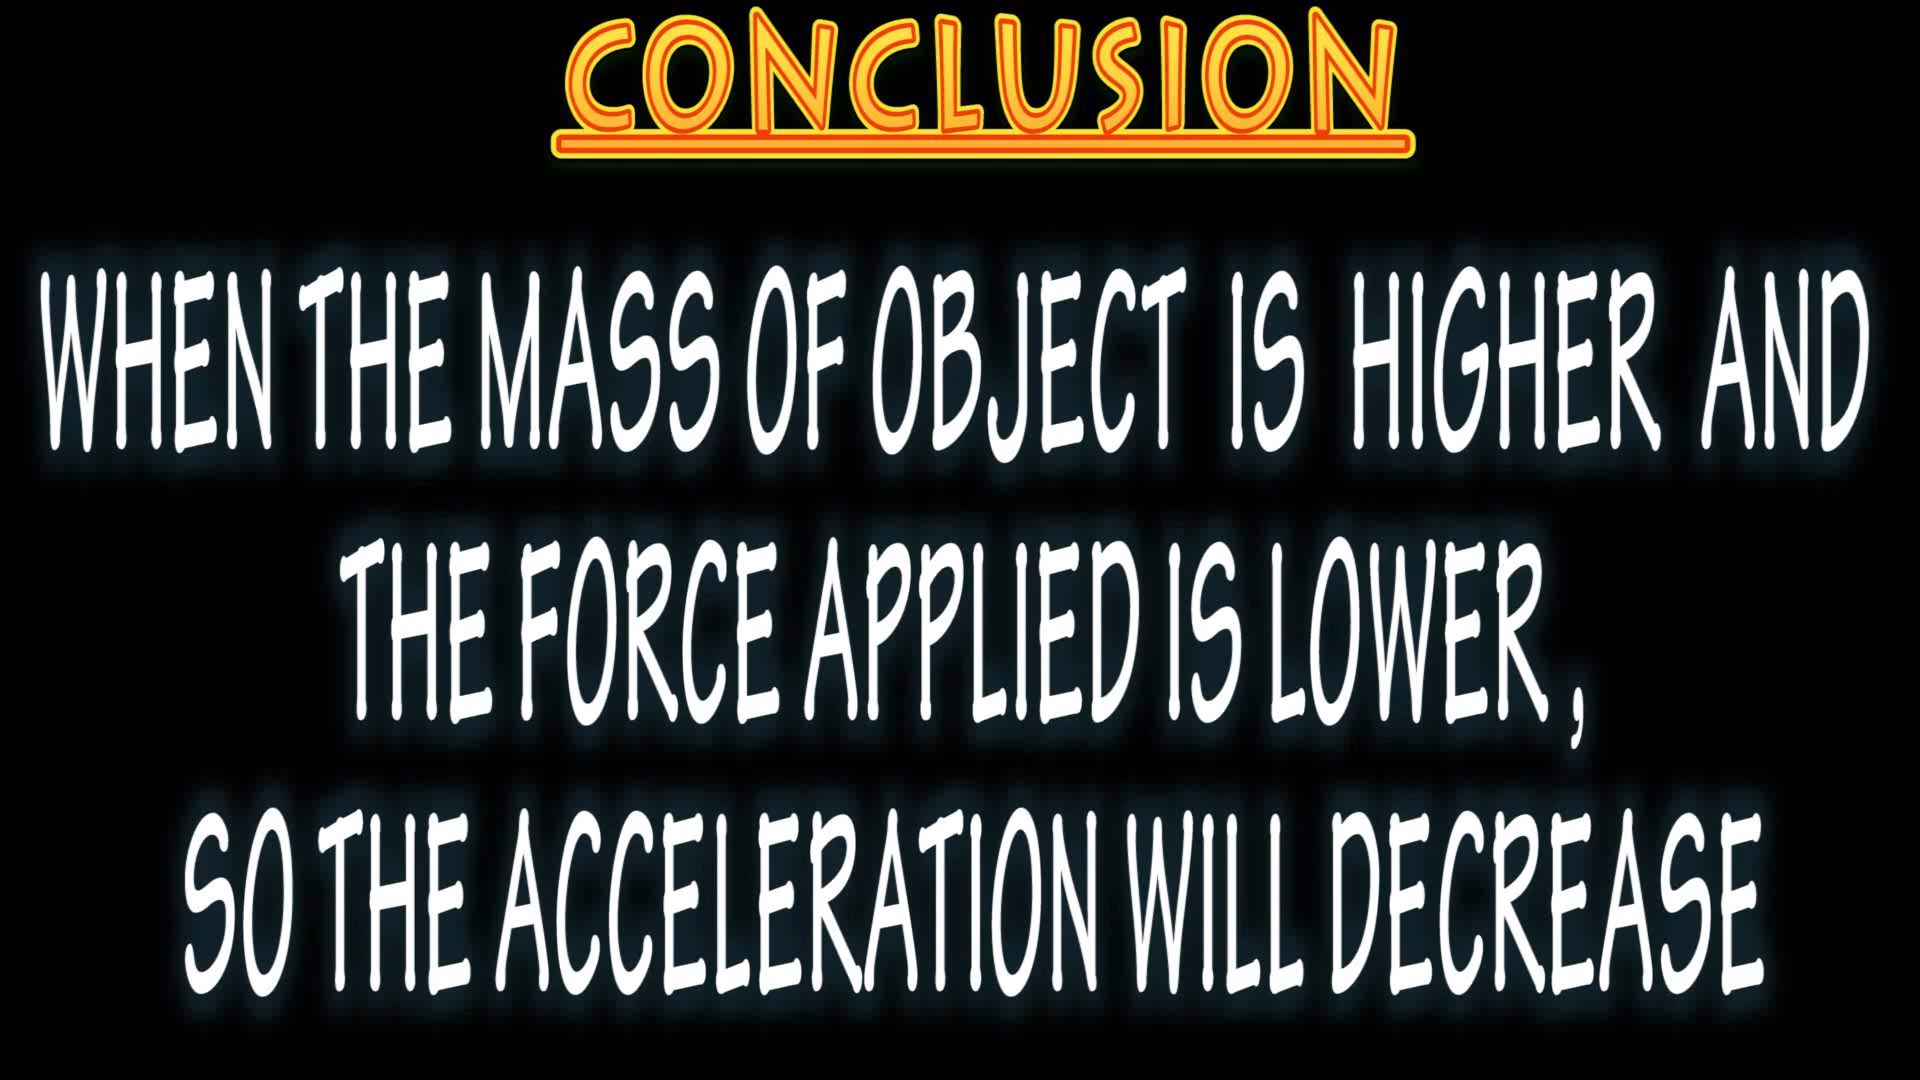 CONCLUSION
WHEN THE MASS OF OBJECT IS HIGHER AND
THE FORCE APPLIED IS LOWER ,
SO THE ACCELERATION WILL DECREASE